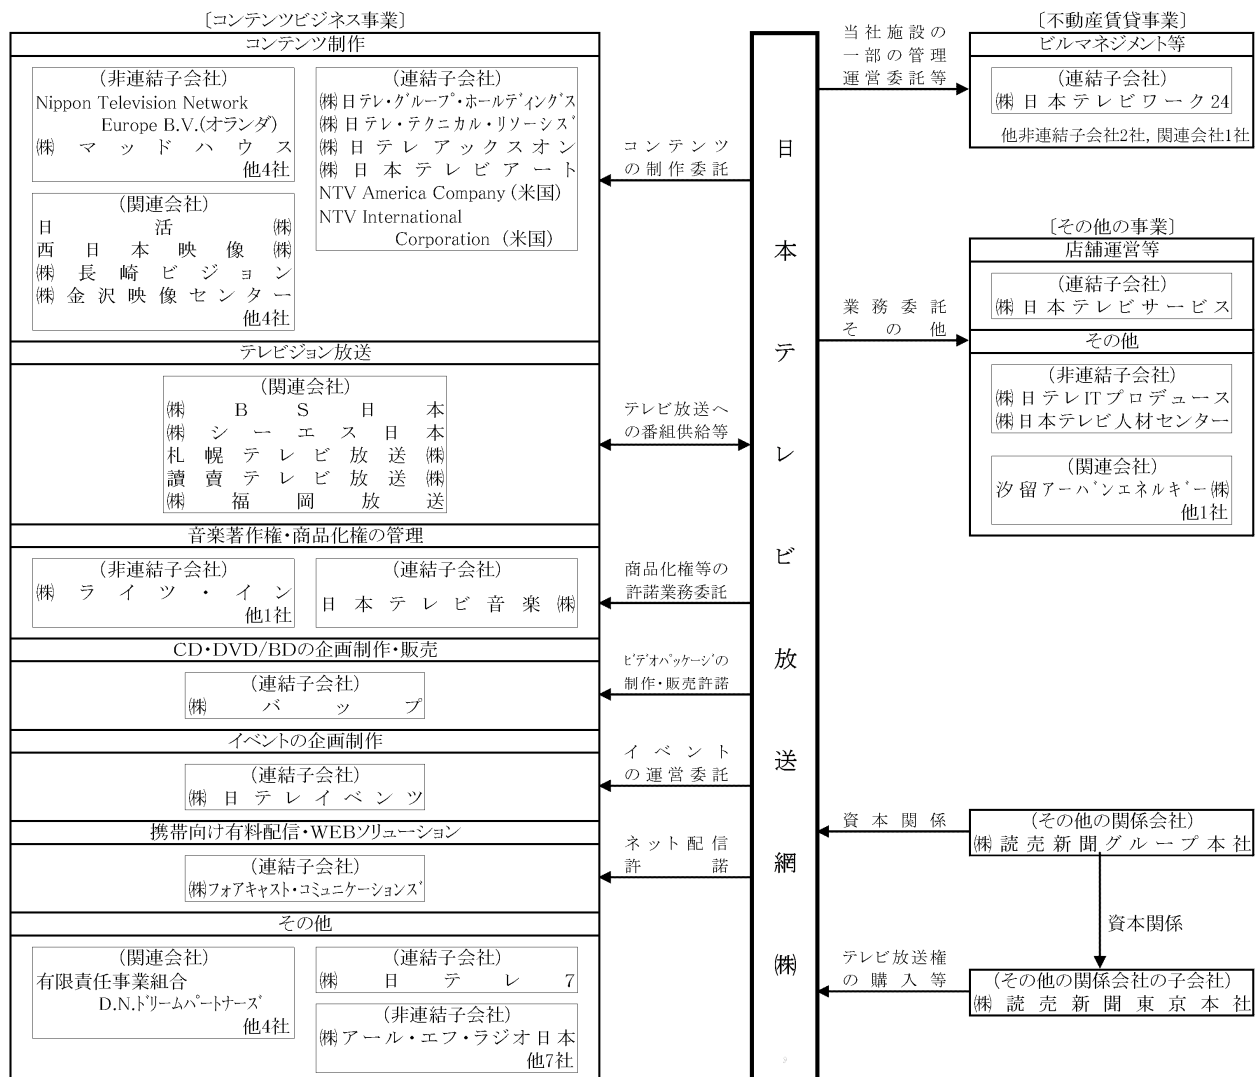 〔コンテンツビジネス事業〕
コンテンツ制作
(非連結子会社)
Nippon Television Network
Europe B.V.(オランダ)
㈱マッドハウス
他4社
(関連会社)
日活㈱
西日本映像㈱
㈱長崎ビジョン
㈱金沢映像センター
他4社
(連結子会社)
㈱日テレ・グループ・ホールディングス
㈱日テレ・テクニカル・リソーシズ
㈱日テレアックスオン
㈱日本テレビアート
NTV America Company (米国)
NTV International
Corporation (米国)
テレビジョン放送
(関連会社)
㈱BS日本
㈱シーエス日本
札幌テレビ放送㈱
讀賣テレビ放送㈱
㈱福岡放送
音楽著作権・商品化権の管理
(非連結子会社)
㈱ライツ・イン
他1社
(連結子会社)
日本テレビ音楽㈱
CD・DVD/BDの企画制作・販売
(連結子会社)
㈱バップ
イベントの企画制作
(連結子会社)
㈱日テレイベンツ
携帯向け有料配信・WEBソリューション
(連結子会社)
㈱フォアキャスト・コミュニケーションズ
その他
(関連会社)
有限責任事業組合
D.N.ドリームパートナーズ
他4社
(連結子会社)
㈱日テレ7
(非連結子会社)
㈱アール・エフ・ラジオ日本
他7社
コンテンツ
の制作委託
テレビ放送へ
の番組供給等
商品化権等の
許諾業務委託
ビデオパッケージの
制作・販売許諾
イベント
の運営委託
ネット配信
許諾
日本テレビ放送網㈱
当社施設の
一部の管理
運営委託等
業務委託
その他
資本関係
テレビ放送権
の購入等
〔不動産賃貸事業〕
ビルマネジメント等
(連結子会社)
㈱日本テレビワーク24
他非連結子会社2社, 関連会社1社
〔その他の事業〕
店舗運営等
(連結子会社)
㈱日本テレビサービス
その他
(非連結子会社)
㈱日テレITプロデュース
㈱日本テレビ人材センター
(関連会社)
汐留アーバンエネルギー㈱
他1社
(その他の関係会社)
㈱読売新聞グループ本社
資本関係
(その他の関係会社の子会社)
㈱読売新聞東京本社